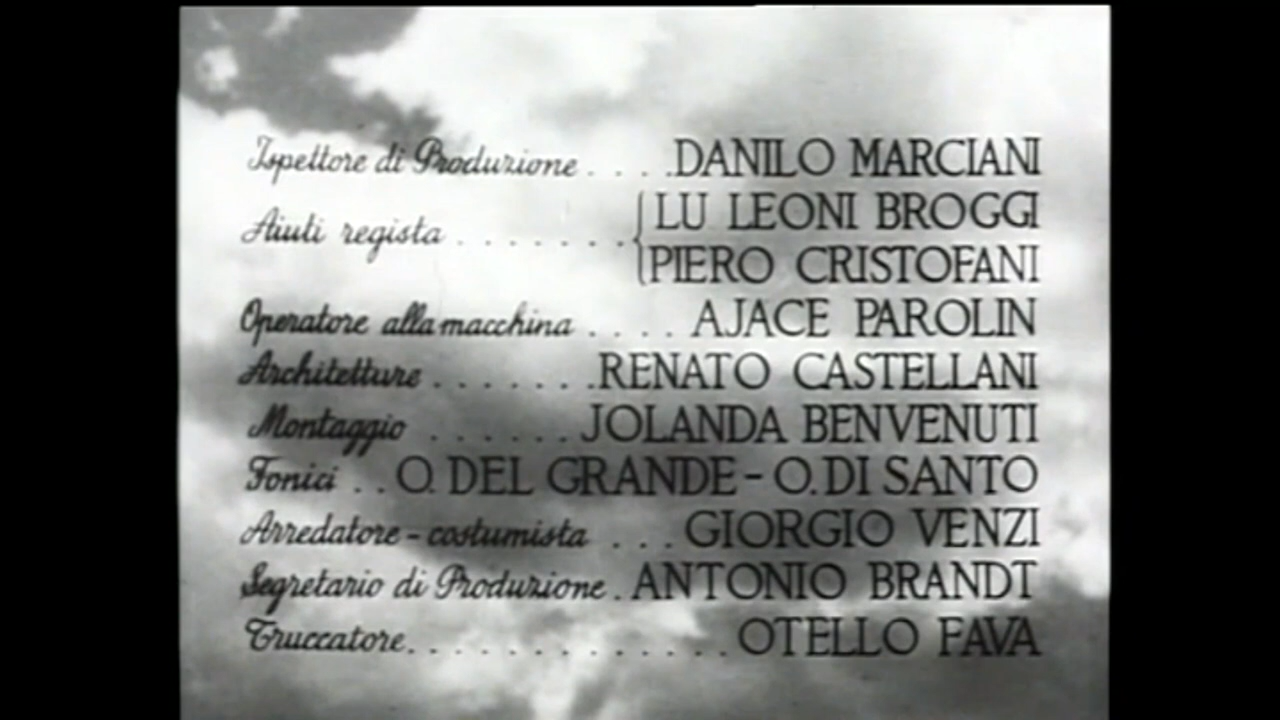 Ispettore di Produzione . . . . DANILO MARCIANI
Aiuti regista . . . . . . . { LU LEONI BROGGI
PIERO CRISTOFANI
Operatore alla macchina . . . . AJACE PAROLIN
Architetture . . . . . . . RENATO CASTELLANI
Montaggio . . . . . . JOLANDA BENVENUTI
Fonici . . O. DEL GRANDE - O. DI SANTO
Arredatore - costumista . . . GIORGIO VENZI
Segretario di Produzione . ANTONIO BRANDT
Truccatore . . . . . . . . . . . . . OTELLO FAVA